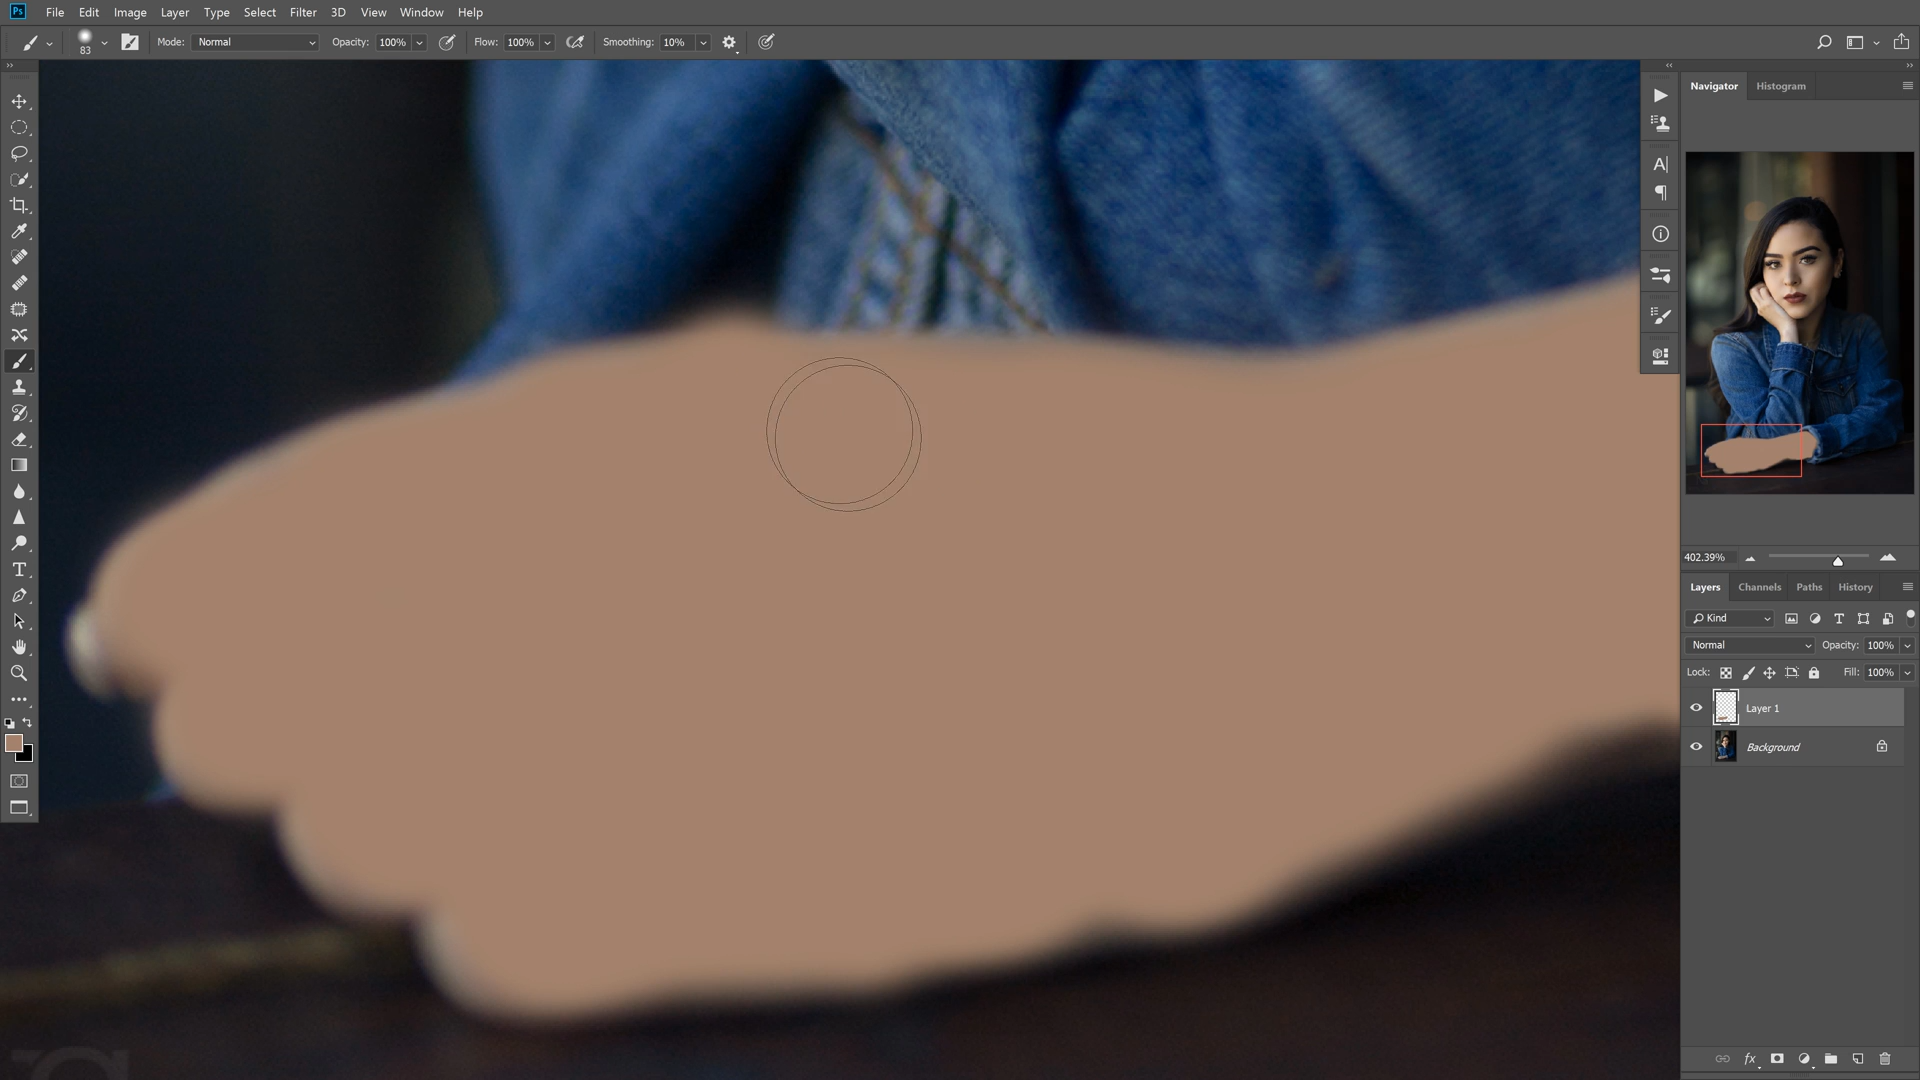 Ps File Edit Image Layer Type Select Filter 3D View Window Help
83 Mode: Normal Opacity: 100% Flow: 100% Smoothing: 10%
Navigator Histogram
402.39%
Layers Channels Paths History
Kind
Normal Opacity: 100%
Lock: Fill: 100%
Layer 1
Background